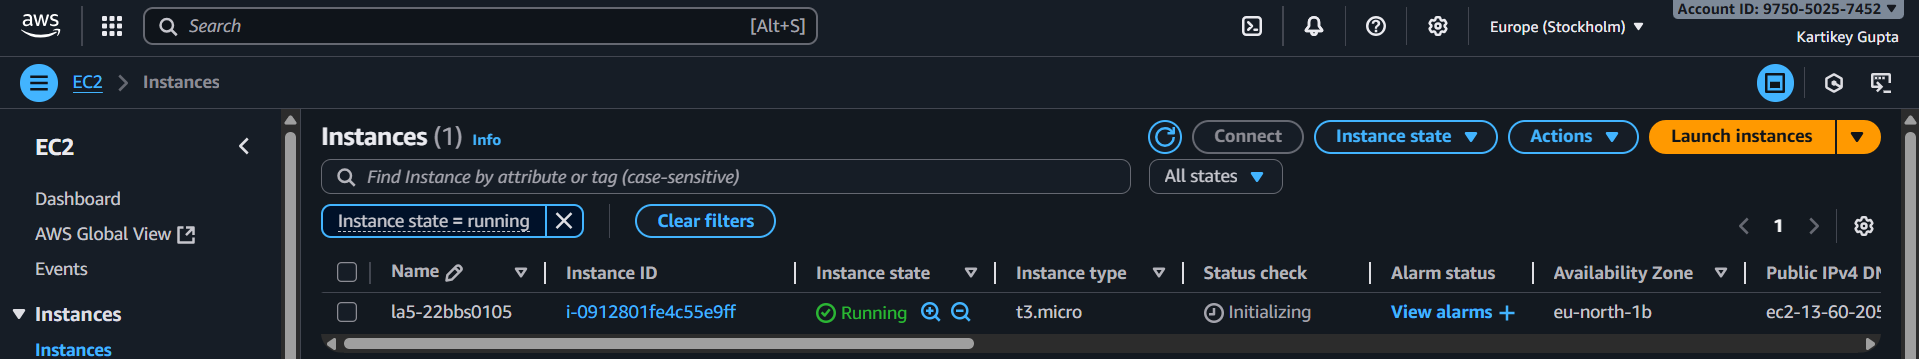 aws
Search
[Alt+S]
Europe (Stockholm)
Account ID: 9750-5025-7452
Kartikey Gupta
EC2
Instances
EC2
Dashboard
AWS Global View
Events
Instances
Instances
Instances (1) Info
Connect
Instance state
Actions
Launch instances
Find Instance by attribute or tag (case-sensitive)
All states
Instance state = running
Clear filters
1
Name Instance ID Instance state Instance type Status check Alarm status Availability Zone Public IPv4
la5-22bbs0105 i-0912801fe4c55e9ff Running t3.micro Initializing View alarms + eu-north-1b ec2-13-60-205